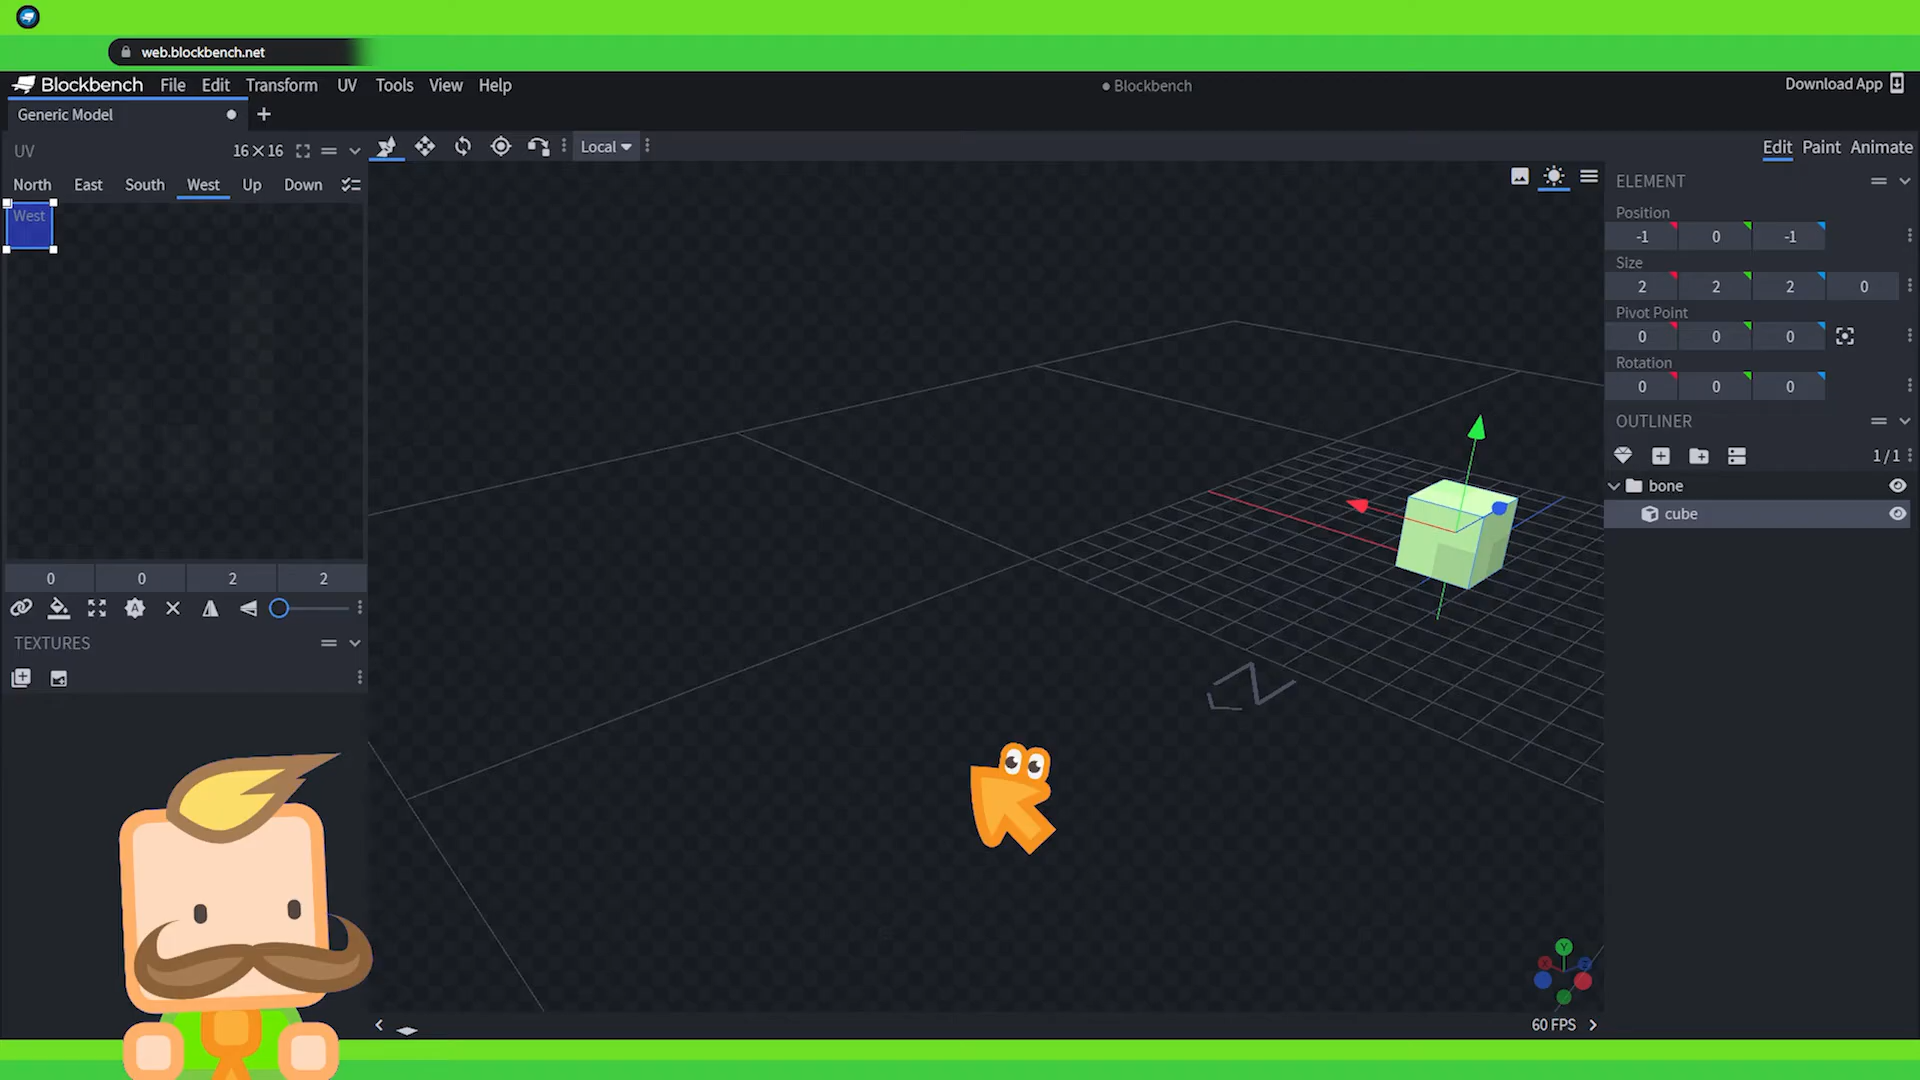 web.blockbench.net
Blockbench File Edit Transform UV Tools View Help
Blockbench
Download App
Generic Model
UV 16×16
Local
Edit Paint Animate
North East South West Up Down
West
ELEMENT
Position
-1 0 -1
Size
2 2 2 0
Pivot Point
0 0 0
Rotation
0 0 0
OUTLINER
1/1
bone
cube
0 0 2 2
TEXTURES
N
Y
X
Z
60 FPS